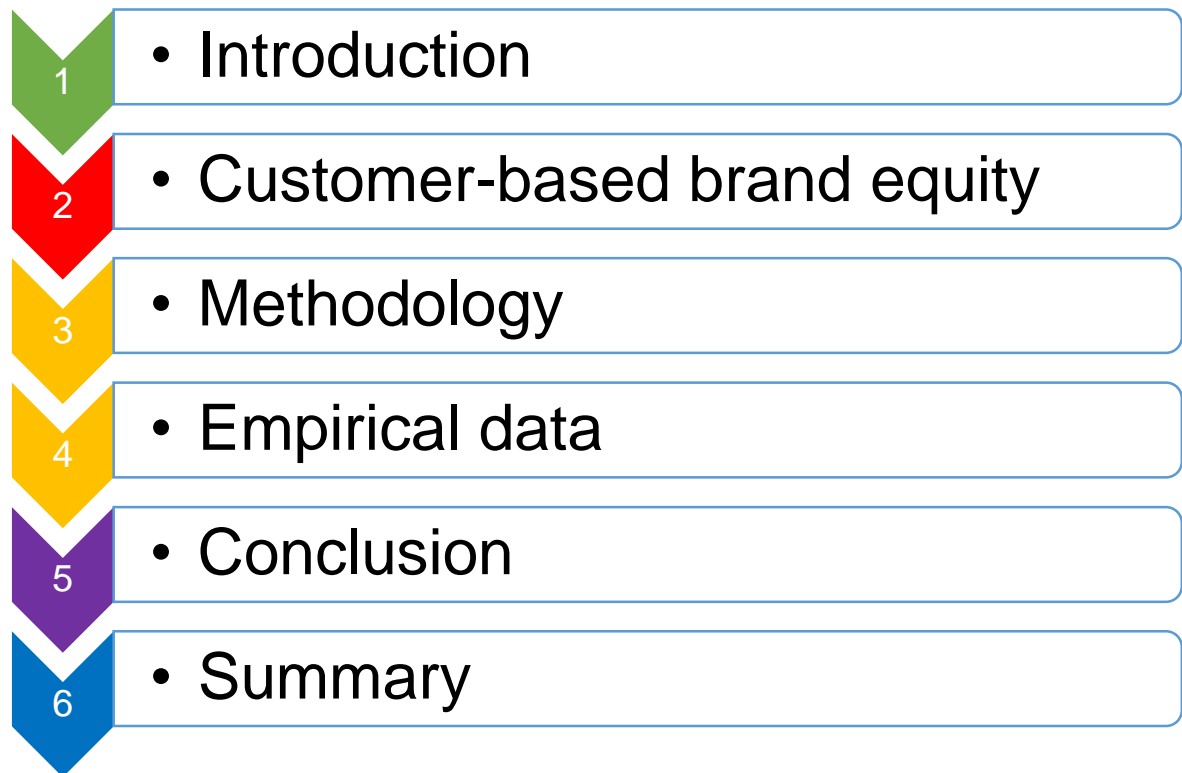 1
• Introduction
2
• Customer-based brand equity
3
• Methodology
4
• Empirical data
5
• Conclusion
6
• Summary